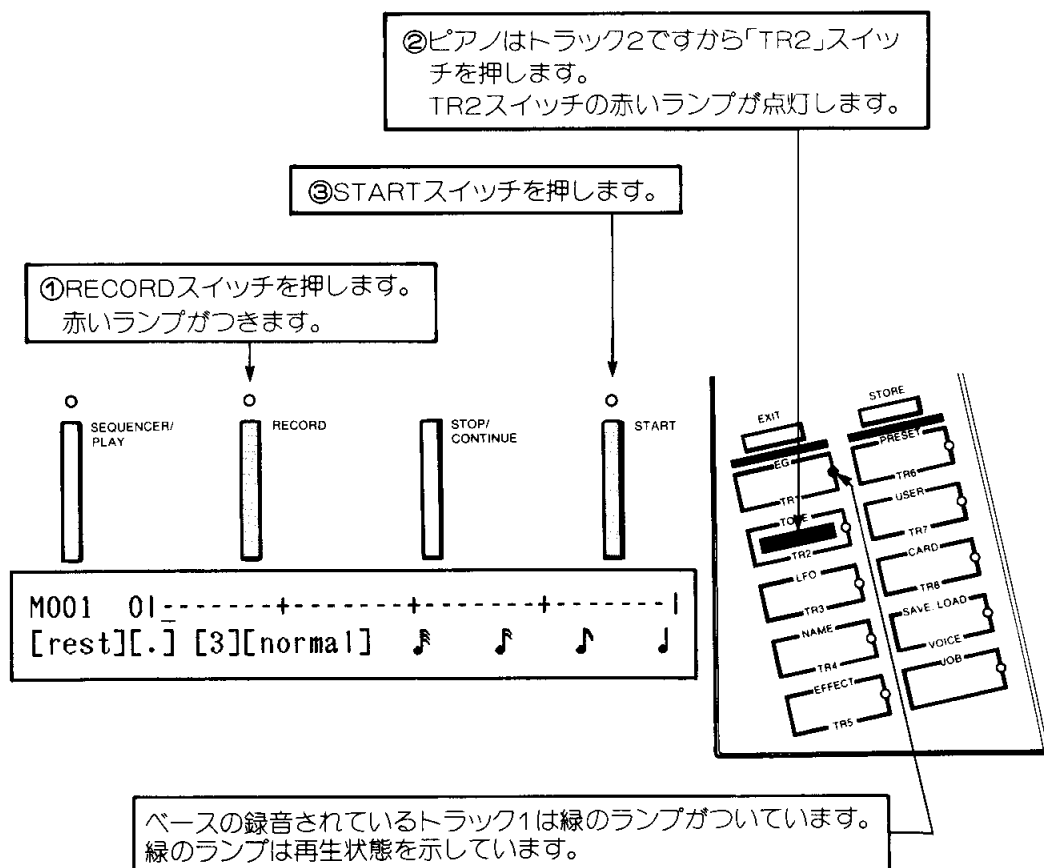 ②ピアノはトラック2ですから「TR2」スイッ
チを押します。
TR2スイッチの赤いランプが点灯します。
③STARTスイッチを押します。
①RECORDスイッチを押します。
赤いランプがつきます。
SEQUENCER/
PLAY
RECORD
STOP/
CONTINUE
START
M001 0|-------+-------+-------+-------|
[rest][.] [3][normal] 𝅘𝅥𝅰 𝅘𝅥𝅯 ♪ ♩
EXIT
STORE
EG
TR1
PRESET
TR6
TONE
TR2
USER
TR7
LFO
TR3
CARD
TR8
NAME
TR4
SAVE. LOAD
VOICE
EFFECT
TR5
JOB
ベースの録音されているトラック1は緑のランプがついています。
緑のランプは再生状態を示しています。